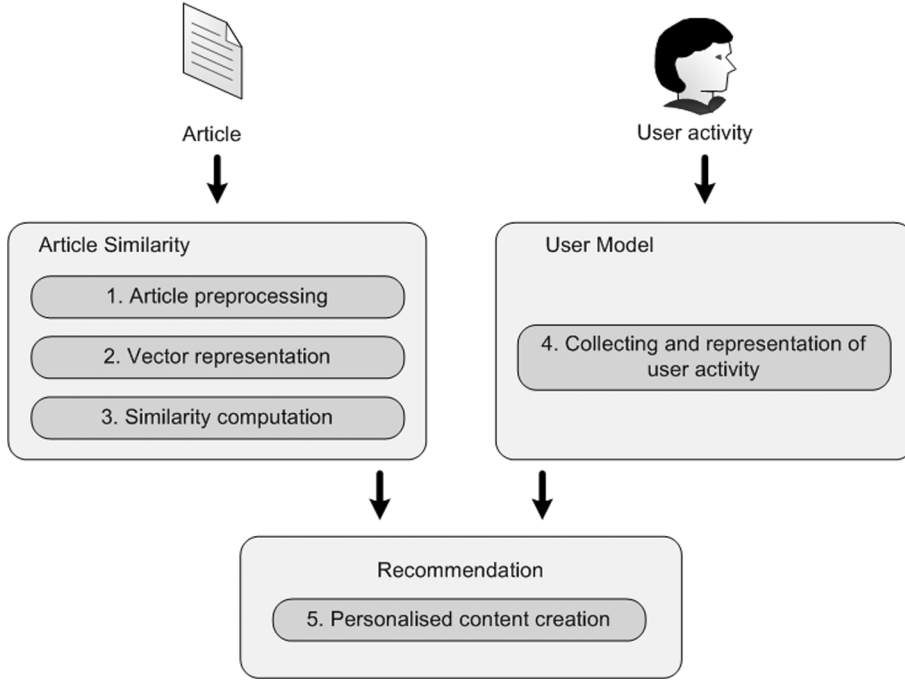 Article
User activity
Article Similarity
1. Article preprocessing
2. Vector representation
3. Similarity computation
User Model
4. Collecting and representation of
user activity
Recommendation
5. Personalised content creation